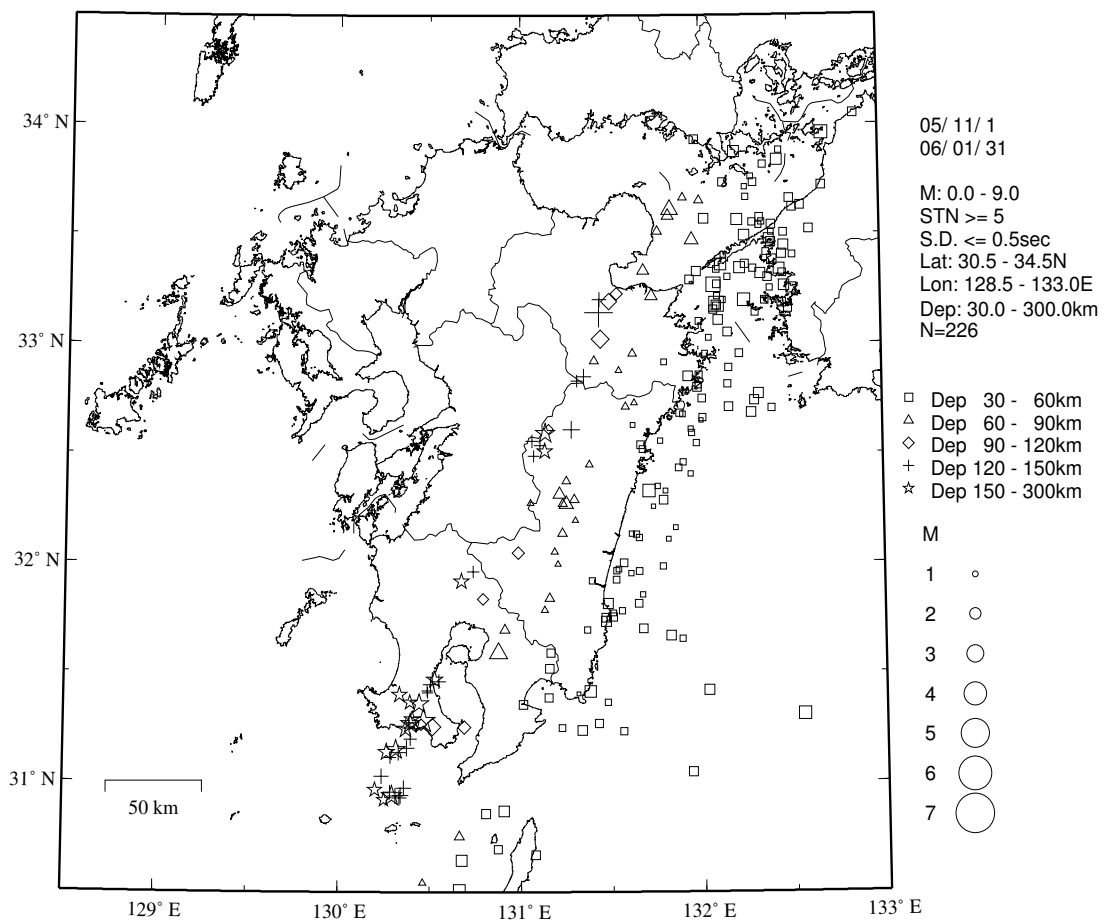 34° N
33° N
32° N
31° N
50 km
129° E
130° E
131° E
132° E
133° E
05/ 11/ 1
06/ 01/ 31
M: 0.0 - 9.0
STN >= 5
S.D. <= 0.5sec
Lat: 30.5 - 34.5N
Lon: 128.5 - 133.0E
Dep: 30.0 - 300.0km
N=226
Dep 30 - 60km
Dep 60 - 90km
Dep 90 - 120km
Dep 120 - 150km
Dep 150 - 300km
M
1
2
3
4
5
6
7